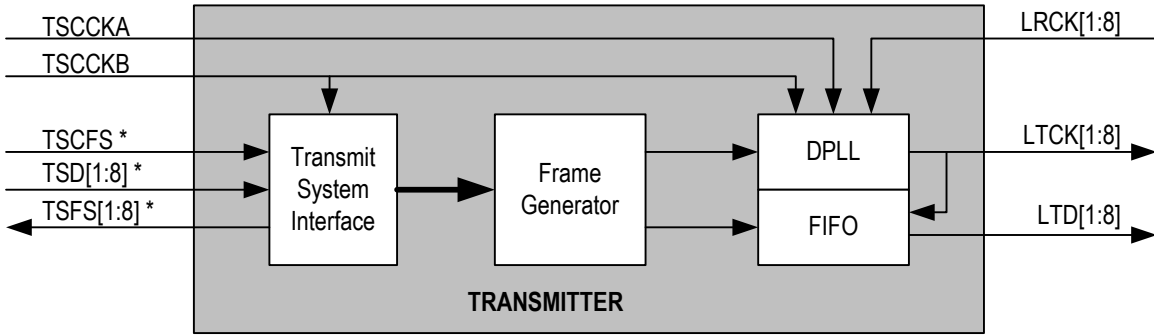 TSCCKA
LRCK[1:8]
TSCCKB
TSCFS *
TSD[1:8] *
TSFS[1:8] *
Transmit
System
Interface
Frame
Generator
DPLL
FIFO
LTCK[1:8]
LTD[1:8]
TRANSMITTER